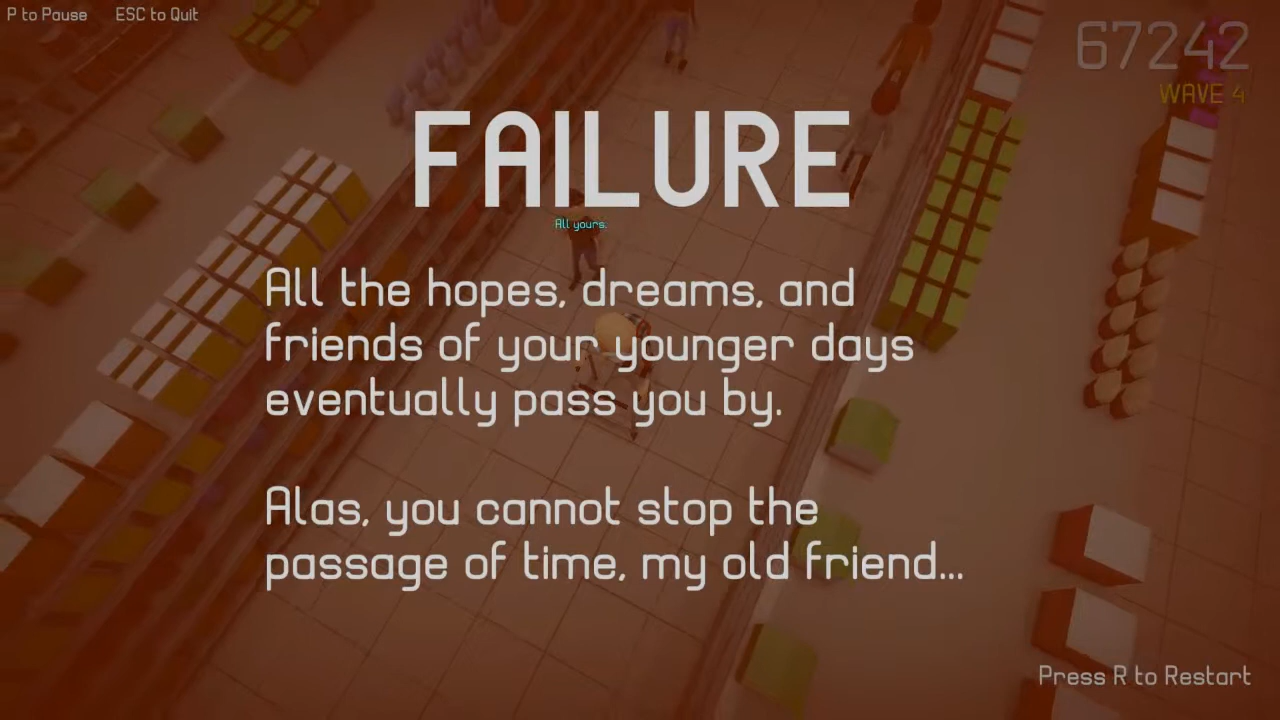 P to Pause ESC to Quit
67242
WAVE 4
FAILURE
All yours.
All the hopes, dreams, and
friends of your younger days
eventually pass you by.
Alas, you cannot stop the
passage of time, my old friend...
Press R to Restart